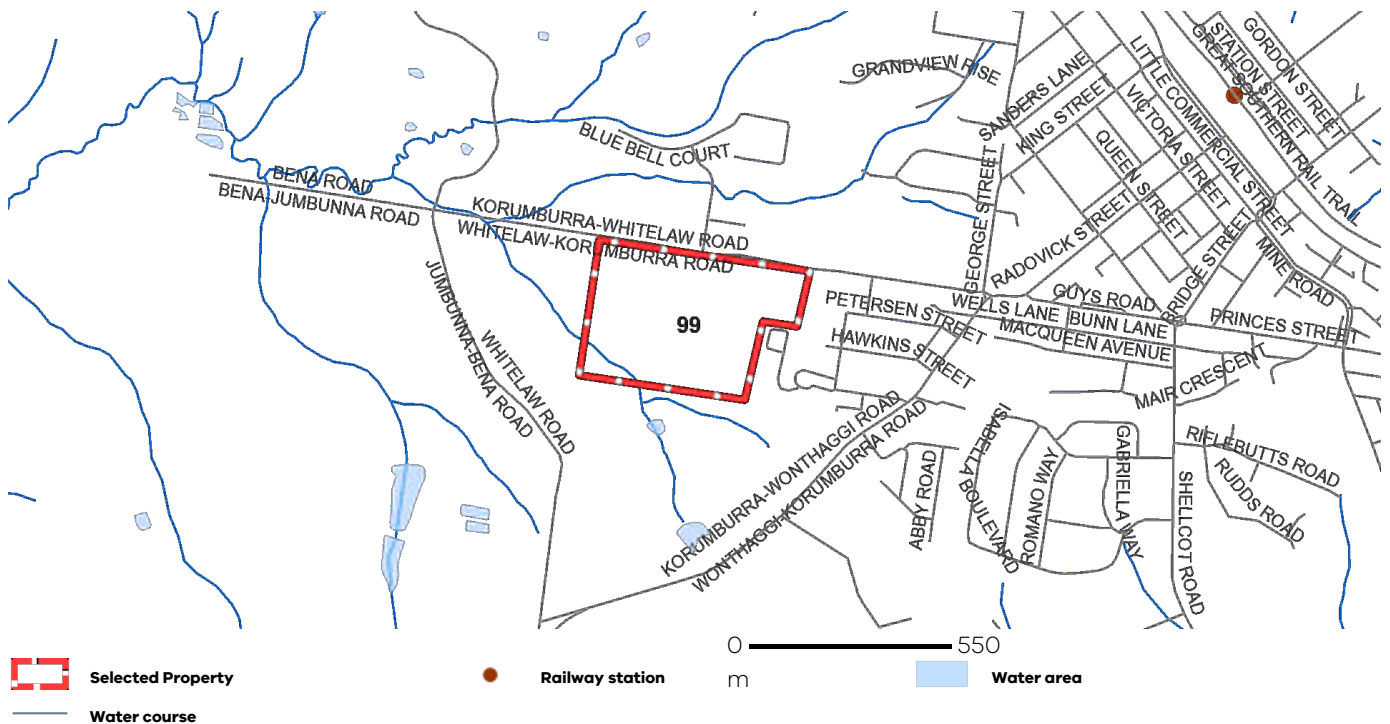 GRANDVIEW RISE
SANDERS LANE
KING STREET
LITTLE COMMERCIAL STREET
STATION STREET
GREAT SOUTHERN RAIL TRAIL
GORDON STREET
VICTORIA STREET
QUEEN STREET
BLUE BELL COURT
GEORGE STREET
RADOVICK STREET
BRIDGE STREET
MINE ROAD
BENA ROAD
BENA-JUMBUNNA ROAD
KORUMBURRA-WHITELAW ROAD
WHITELAW-KORUMBURRA ROAD
JUMBUNNA-BENA ROAD
WHITELAW ROAD
99
PETERSEN STREET
HAWKINS STREET
WELLS LANE
GUYS ROAD
BUNN LANE
MACQUEEN AVENUE
PRINCES STREET
MAIR CRESCENT
KORUMBURRA-WONTHAGGI ROAD
WONTHAGGI-KORUMBURRA ROAD
ABBY ROAD
ISABELLA BOULEVARD
ROMANO WAY
GABRIELLA WAY
SHELLCOT ROAD
RIFLEBUTTS ROAD
RUDDS ROAD
0 550
m
Selected Property
Railway station
Water area
Water course